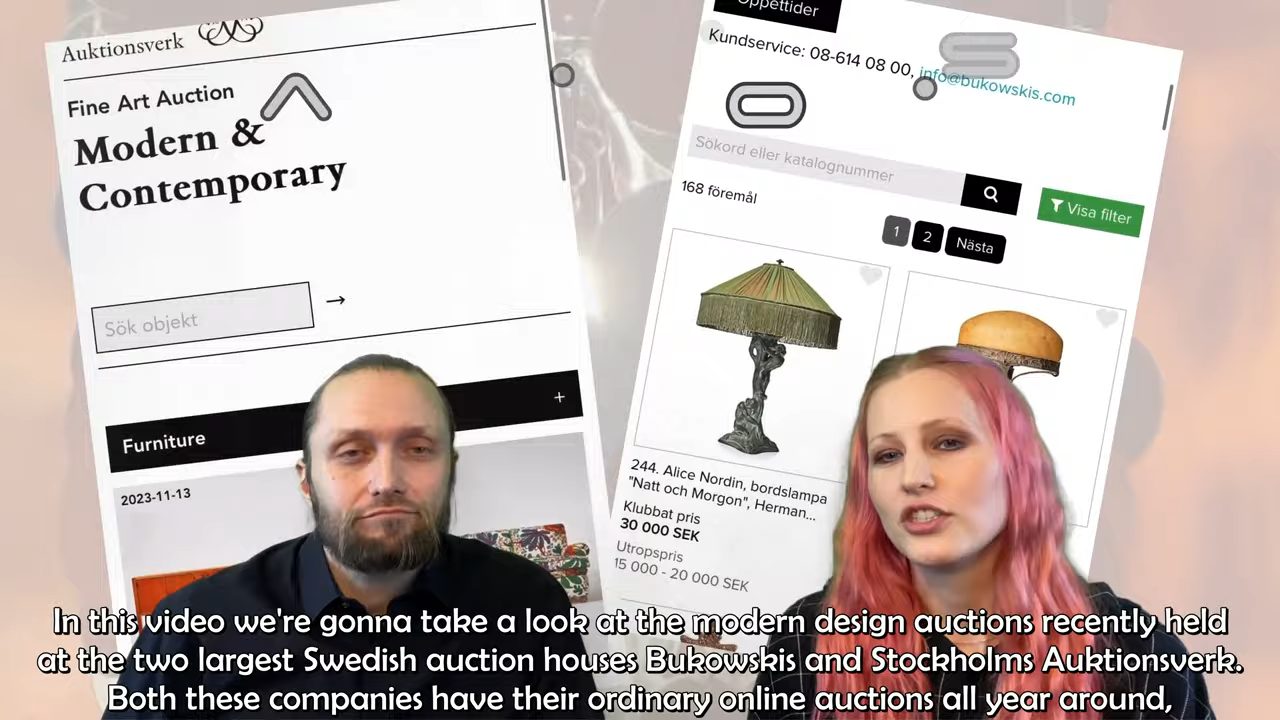 Auktionsverk
Fine Art Auction
Modern &
Contemporary
Sök objekt
→
Furniture
+
2023-11-13
Öppettider
Kundservice: 08-614 08 00, info@bukowskis.com
Sökord eller katalognummer
168 föremål
Visa filter
1 2 Nästa
244. Alice Nordin, bordslampa
"Natt och Morgon", Herman...
Klubbat pris
30 000 SEK
Utropspris
15 000 - 20 000 SEK
In this video we're gonna take a look at the modern design auctions recently held
at the two largest Swedish auction houses Bukowskis and Stockholms Auktionsverk.
Both these companies have their ordinary online auctions all year around,